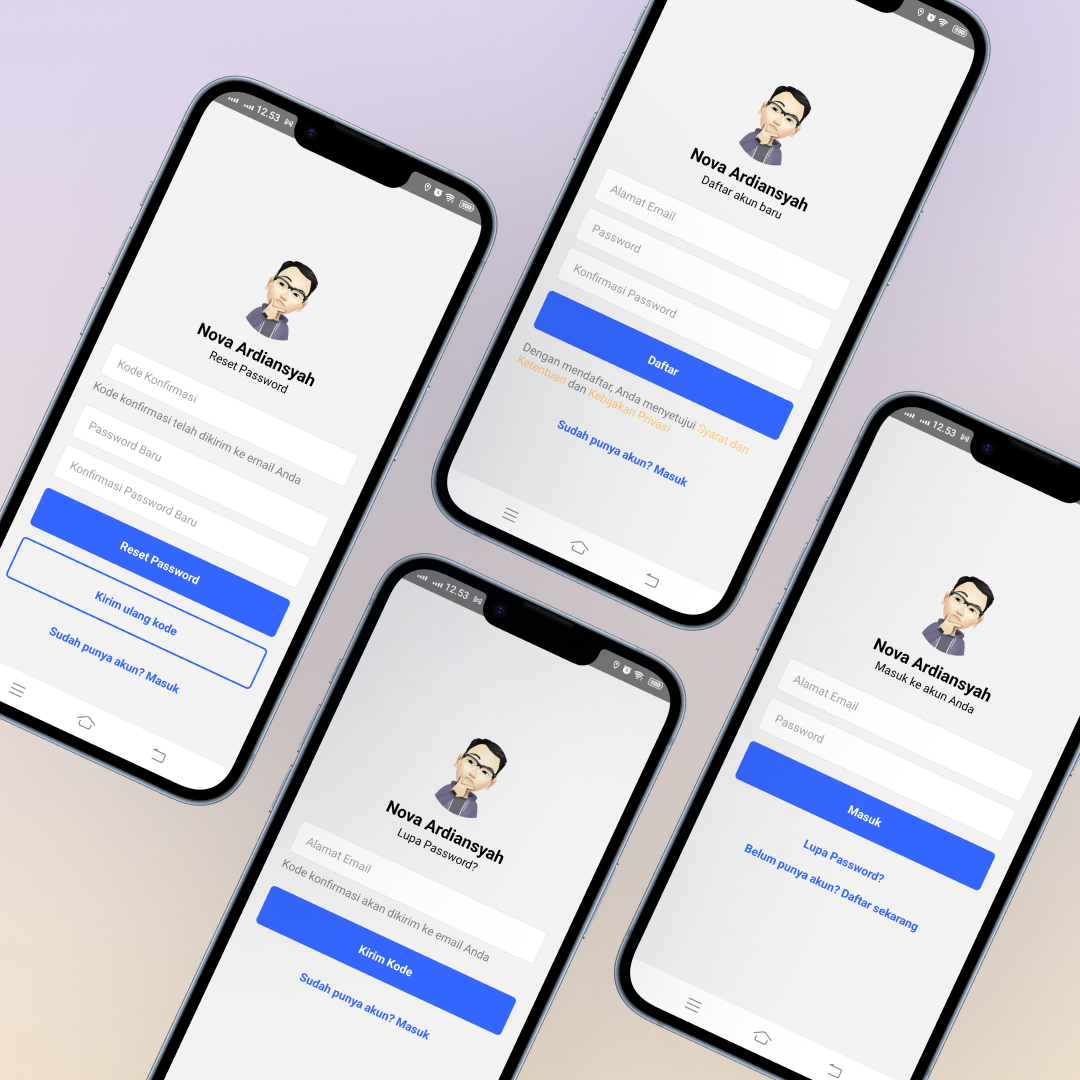 12.53
100
Nova Ardiansyah
Reset Password
Kode Konfirmasi
Kode konfirmasi telah dikirim ke email Anda
Password Baru
Konfirmasi Password Baru
Reset Password
Kirim ulang kode
Sudah punya akun? Masuk
100
Nova Ardiansyah
Daftar akun baru
Alamat Email
Password
Konfirmasi Password
Daftar
Dengan mendaftar, Anda menyetujui Syarat dan
Ketentuan dan Kebijakan Privasi
Sudah punya akun? Masuk
12.53
100
Nova Ardiansyah
Lupa Password?
Alamat Email
Kode konfirmasi akan dikirim ke email Anda
Kirim Kode
Sudah punya akun? Masuk
12.53
Nova Ardiansyah
Masuk ke akun Anda
Alamat Email
Password
Masuk
Lupa Password?
Belum punya akun? Daftar sekarang